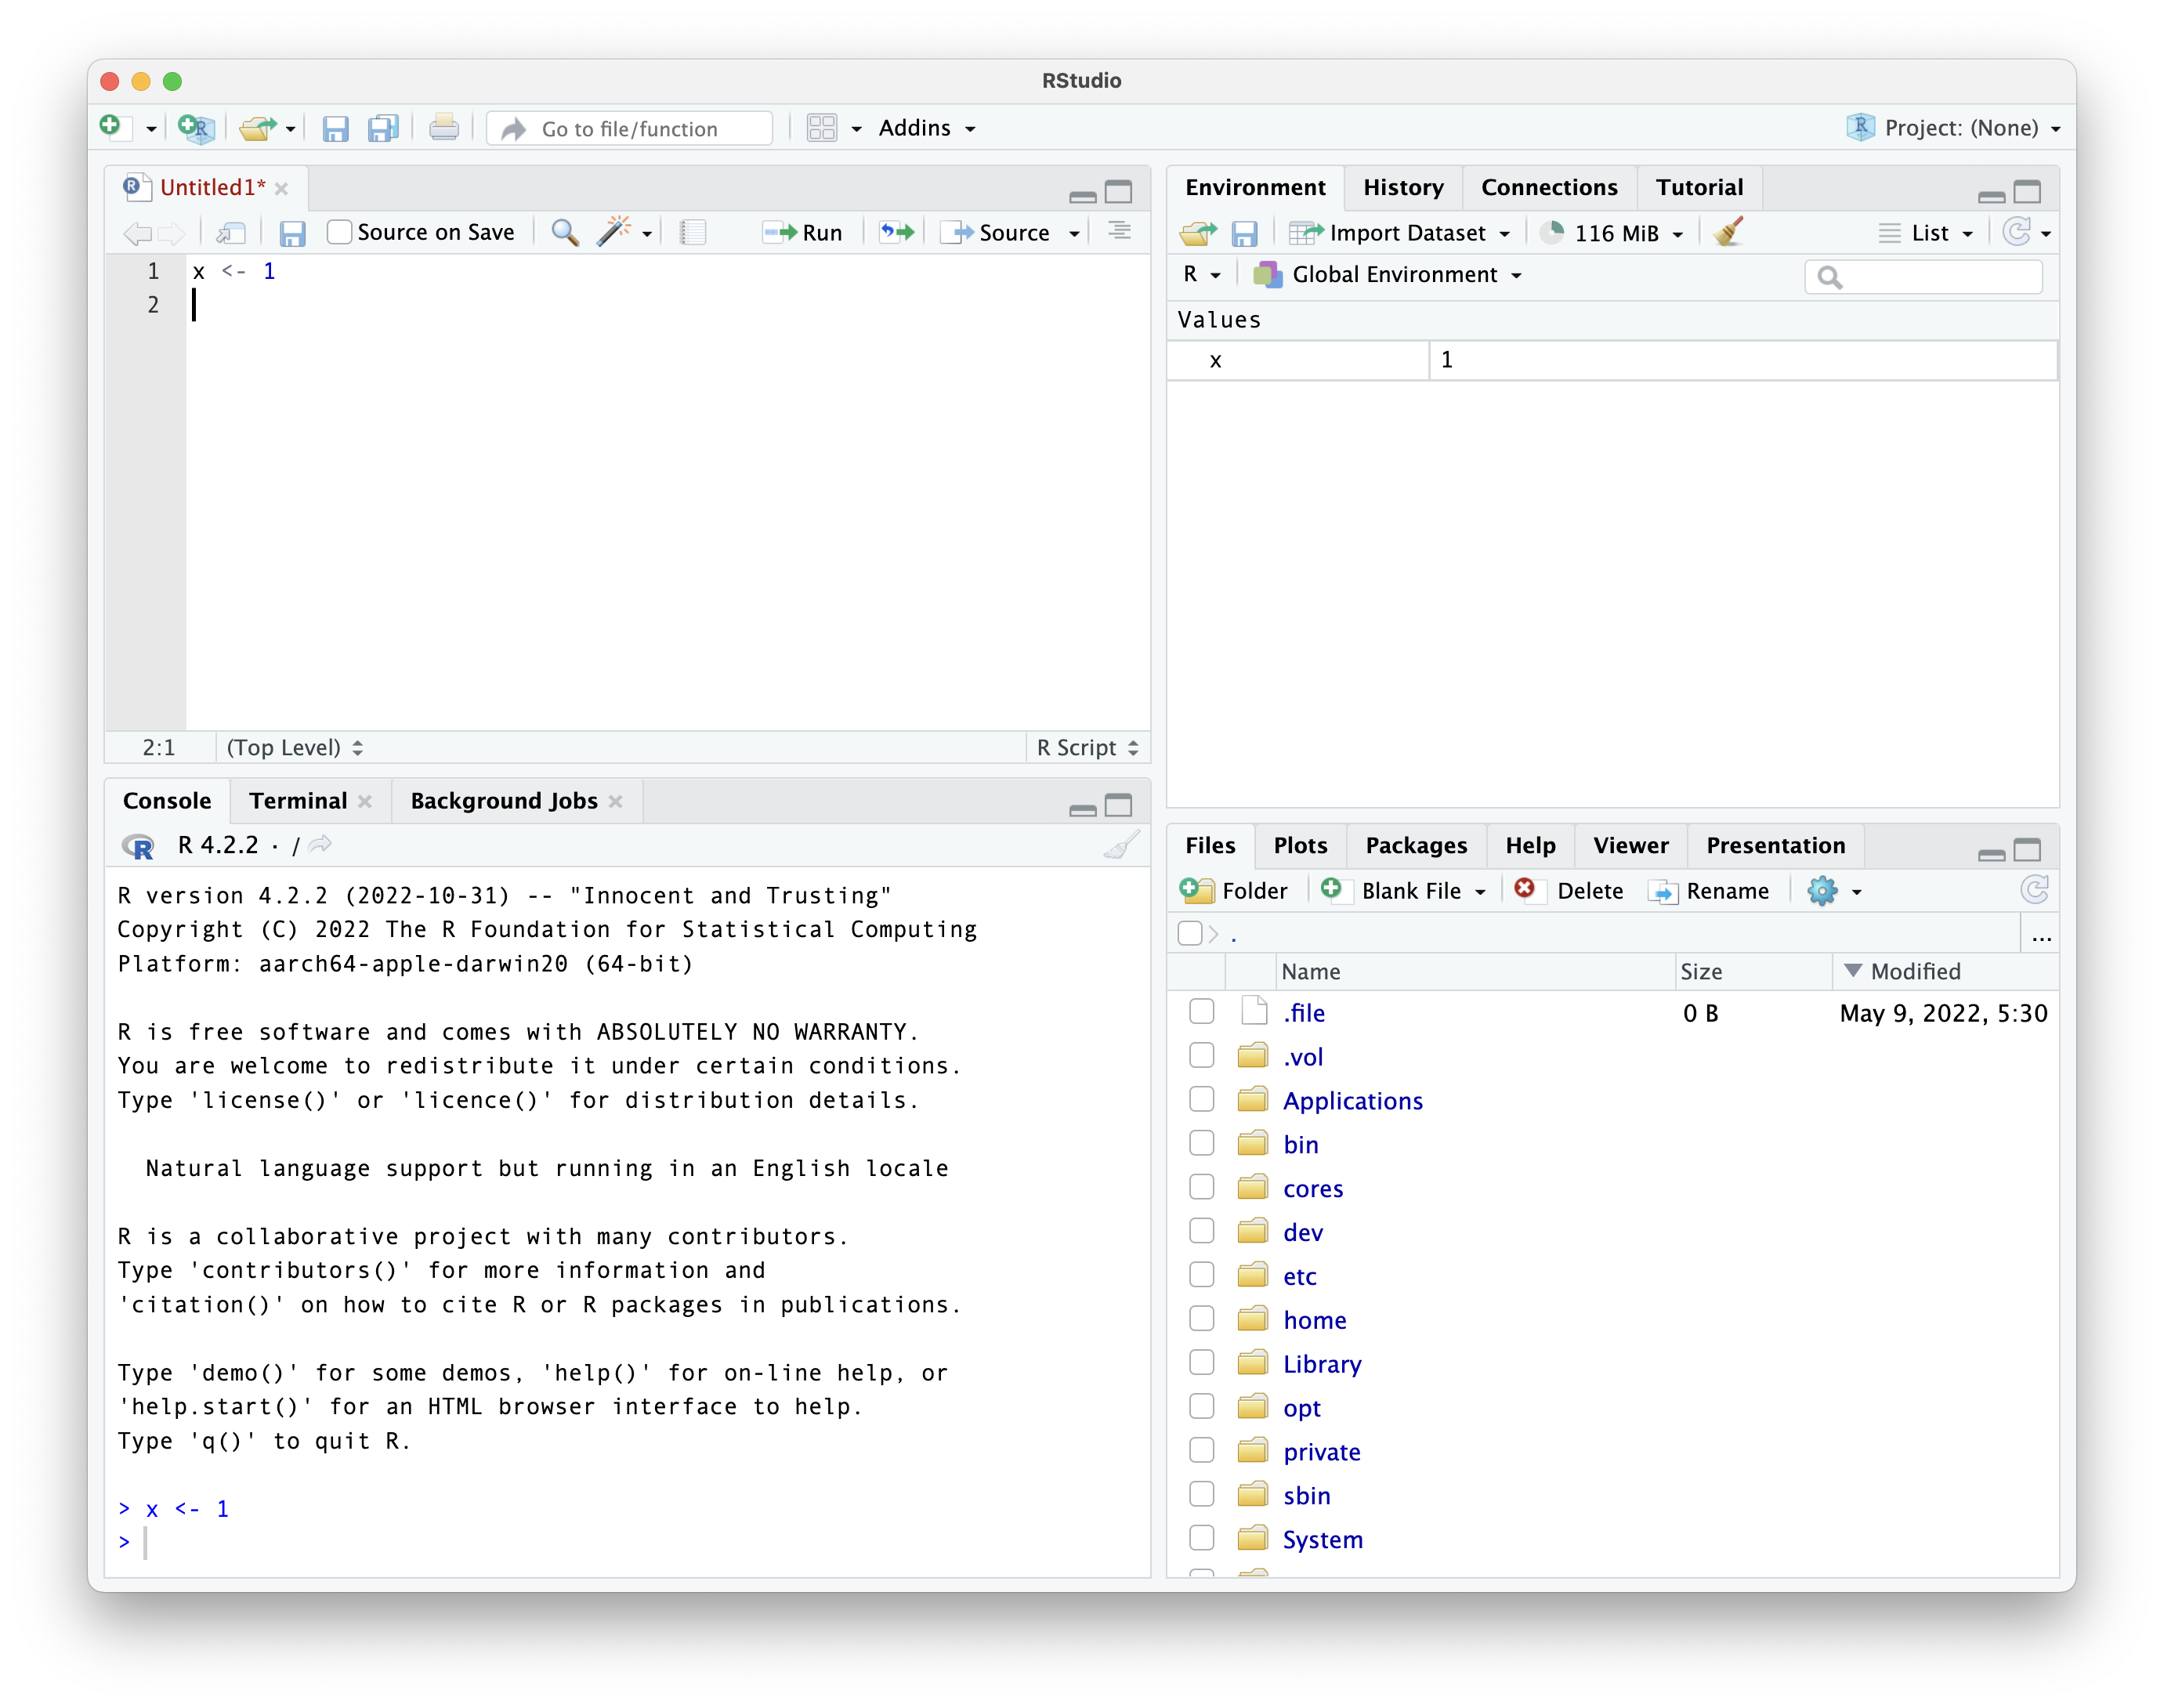 RStudio
Go to file/function
Addins
Project: (None)
Untitled1*
Source on Save
Run
Source
1 x <- 1
2
2:1 (Top Level) R Script
Console Terminal Background Jobs
R 4.2.2 · /
R version 4.2.2 (2022-10-31) -- "Innocent and Trusting"
Copyright (C) 2022 The R Foundation for Statistical Computing
Platform: aarch64-apple-darwin20 (64-bit)
R is free software and comes with ABSOLUTELY NO WARRANTY.
You are welcome to redistribute it under certain conditions.
Type 'license()' or 'licence()' for distribution details.
Natural language support but running in an English locale
R is a collaborative project with many contributors.
Type 'contributors()' for more information and
'citation()' on how to cite R or R packages in publications.
Type 'demo()' for some demos, 'help()' for on-line help, or
'help.start()' for an HTML browser interface to help.
Type 'q()' to quit R.
> x <- 1
>
Environment History Connections Tutorial
Import Dataset 116 MiB List
R Global Environment
Values
x 1
Files Plots Packages Help Viewer Presentation
Folder Blank File Delete Rename
. ...
Name Size Modified
.file 0 B May 9, 2022, 5:30
.vol
Applications
bin
cores
dev
etc
home
Library
opt
private
sbin
System